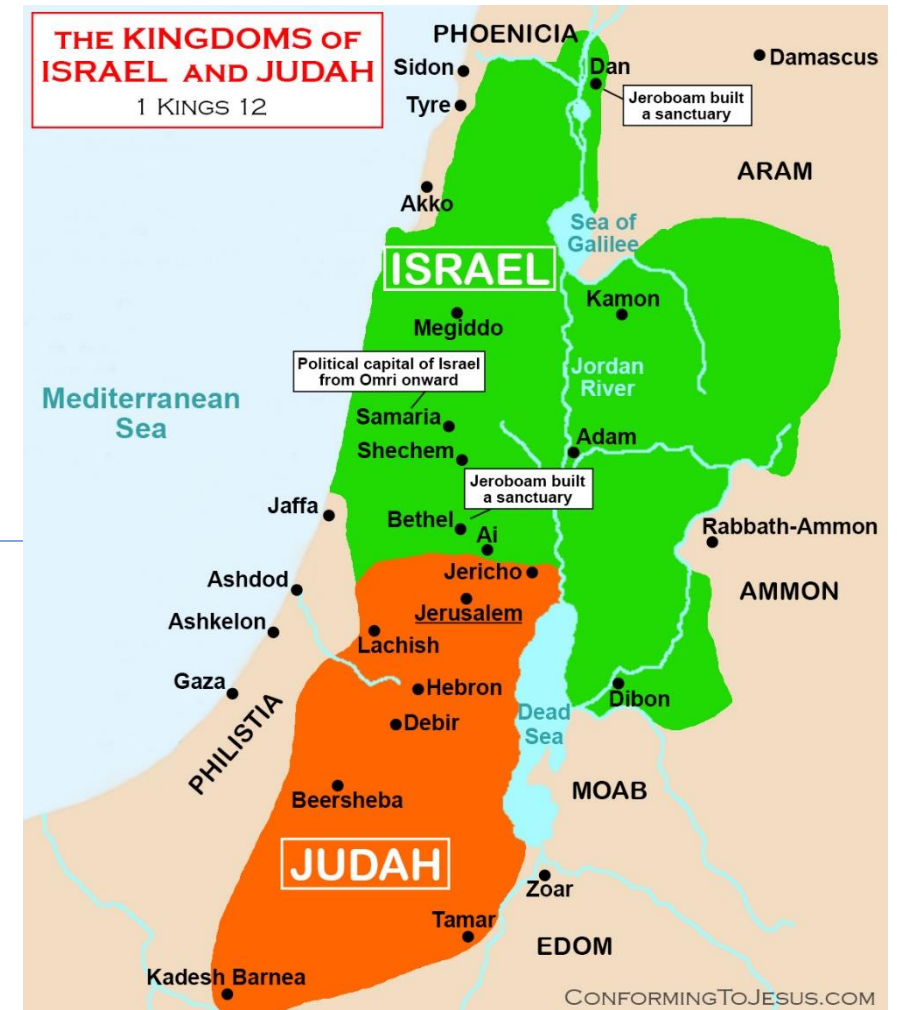 THE KINGDOMS OF
ISRAEL AND JUDAH
1 KINGS 12
PHOENICIA
Sidon
Dan
Damascus
Tyre
Jeroboam built
a sanctuary
ARAM
Akko
Sea of
Galilee
ISRAEL
Kamon
Megiddo
Political capital of Israel
from Omri onward
Jordan
River
Mediterranean
Sea
Samaria
Adam
Shechem
Jeroboam built
a sanctuary
Jaffa
Bethel
Ai
Rabbath-Ammon
Jericho
Ashdod
AMMON
Jerusalem
Ashkelon
Lachish
Gaza
Hebron
Dibon
PHILISTIA
Debir
Dead
Sea
Beersheba
MOAB
JUDAH
Zoar
Tamar
EDOM
Kadesh Barnea
CONFORMINGTOJESUS.COM